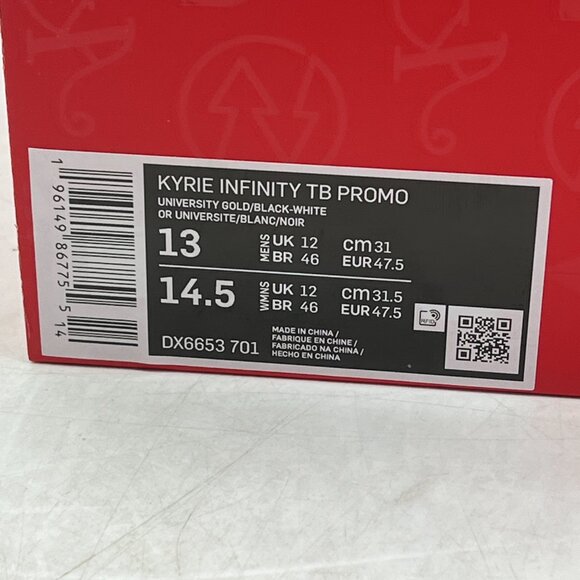 KYRIE INFINITY TB PROMO
UNIVERSITY GOLD/BLACK-WHITE
OR UNIVERSITE/BLANC/NOIR
13 MENS UK 12 cm 31
BR 46 EUR 47.5
14.5 WMNS UK 12 cm 31.5
BR 46 EUR 47.5
DX6653 701
MADE IN CHINA /
FABRIQUE EN CHINE /
FABRICADO NA CHINA /
HECHO EN CHINA
RFID
1 96149 86775 5 14